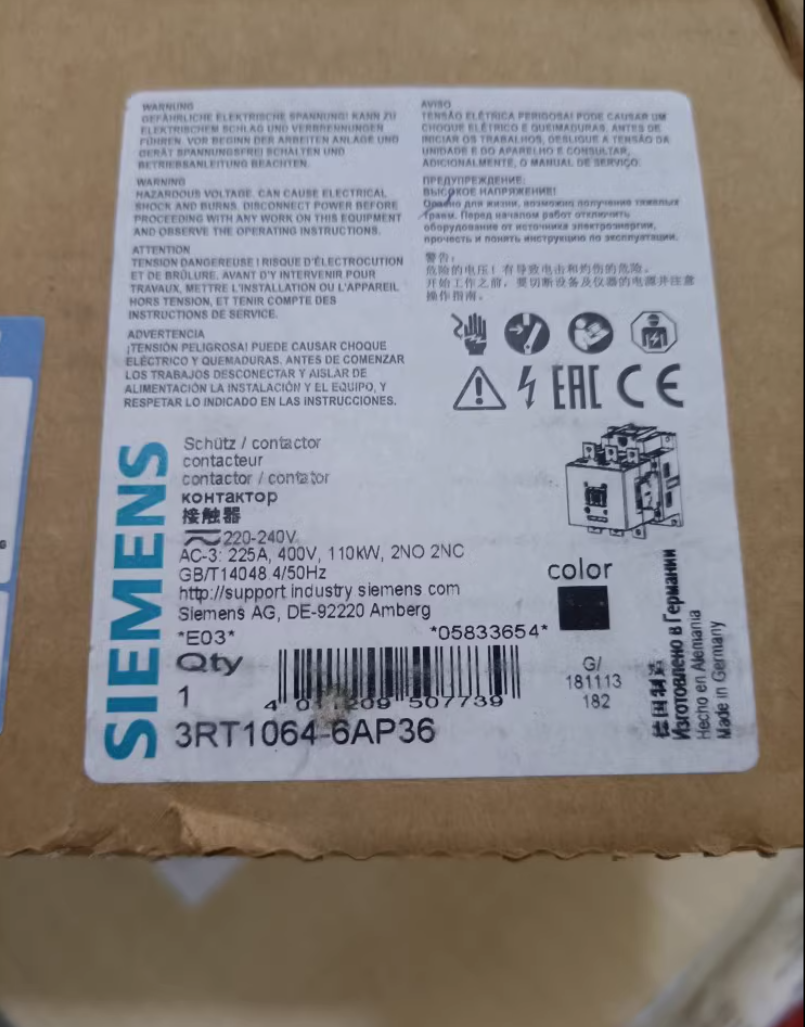 WARNUNG
GEFÄHRLICHE ELEKTRISCHE SPANNUNG! KANN ZU
ELEKTRISCHEM SCHLAG UND VERBRENNUNGEN
FÜHREN. VOR BEGINN DER ARBEITEN ANLAGE UND
GERÄT SPANNUNGSFREI SCHALTEN UND
BETRIEBSANLEITUNG BEACHTEN.
WARNING
HAZARDOUS VOLTAGE. CAN CAUSE ELECTRICAL
SHOCK AND BURNS. DISCONNECT POWER BEFORE
PROCEEDING WITH ANY WORK ON THIS EQUIPMENT
AND OBSERVE THE OPERATING INSTRUCTIONS.
ATTENTION
TENSION DANGEREUSE ! RISQUE D'ÉLECTROCUTION
ET DE BRÛLURE. AVANT D'Y INTERVENIR POUR
TRAVAUX, METTRE L'INSTALLATION OU L'APPAREIL
HORS TENSION, ET TENIR COMPTE DES
INSTRUCTIONS DE SERVICE.
ADVERTENCIA
¡TENSIÓN PELIGROSA! PUEDE CAUSAR CHOQUE
ELÉCTRICO Y QUEMADURAS. ANTES DE COMENZAR
LOS TRABAJOS DESCONECTAR Y AISLAR DE
ALIMENTACIÓN LA INSTALACIÓN Y EL EQUIPO, Y
RESPETAR LO INDICADO EN LAS INSTRUCCIONES.
AVISO
TENSÃO ELÉTRICA PERIGOSA! PODE CAUSAR UM
CHOQUE ELÉTRICO E QUEIMADURAS. ANTES DE
INICIAR OS TRABALHOS, DESLIGUE A TENSÃO DA
UNIDADE E DO APARELHO E CONSULTAR,
ADICIONALMENTE, O MANUAL DE SERVIÇO.
ПРЕДУПРЕЖДЕНИЕ:
ВЫСОКОЕ НАПРЯЖЕНИЕ!
Опасно для жизни, возможно получение тяжелых
травм. Перед началом работ отключить
оборудование от источника электроэнергии,
прочесть и понять инструкцию по эксплуатации.
警告:
危险的电压! 有导致电击和灼伤的危险。
开始工作之前, 要切断设备及仪器的电源并注意
操作指南。
EAC CE
SIEMENS
Schütz / contactor
contacteur
contactor / contator
контактор
接触器
220-240V
AC-3: 225A, 400V, 110kW, 2NO 2NC
GB/T14048.4/50Hz
http://support industry siemens com
Siemens AG, DE-92220 Amberg
*E03* *05833654*
Qty
1
4 011209 507739
3RT1064-6AP36
color
G/
181113
182
德国制造
Изготовлено в Германии
Hecho en Alemania
Made in Germany